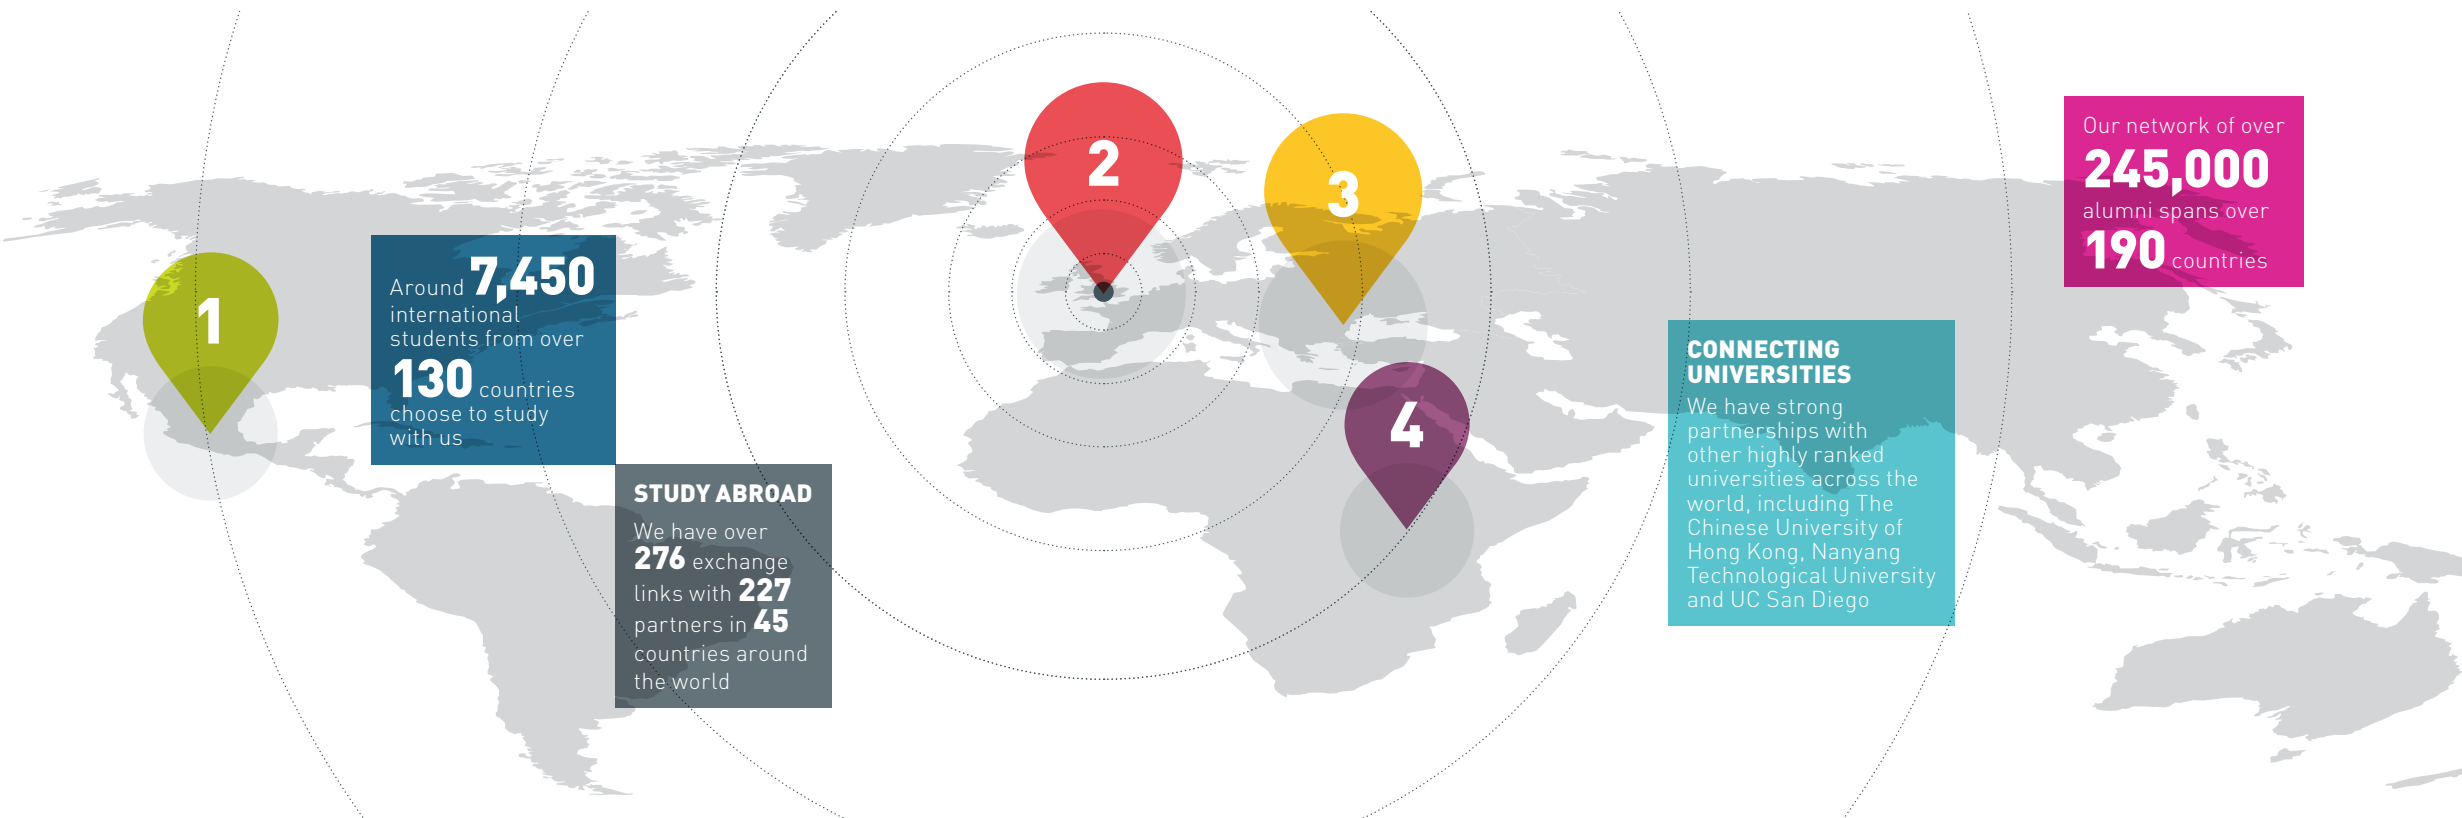 1
Around 7,450
international
students from over
130 countries
choose to study
with us
STUDY ABROAD
We have over
276 exchange
links with 227
partners in 45
countries around
the world
2
3
4
CONNECTING
UNIVERSITIES
We have strong
partnerships with
other highly ranked
universities across the
world, including The
Chinese University of
Hong Kong, Nanyang
Technological University
and UC San Diego
Our network of over
245,000
alumni spans over
190 countries